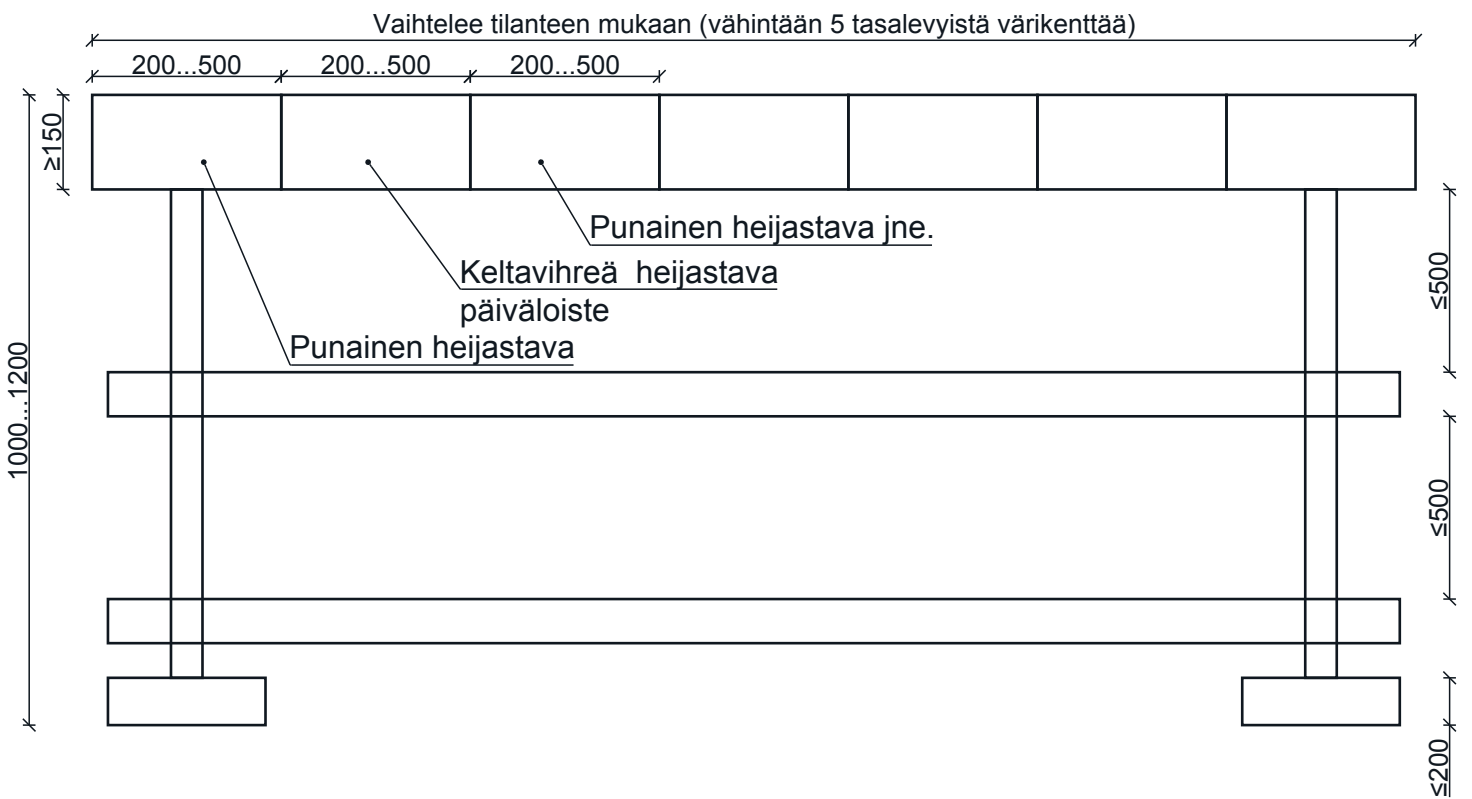 Vaihtelee tilanteen mukaan (vähintään 5 tasalevyistä värikenttää)
200...500
200...500
200...500
≥150
1000...1200
Punainen heijastava jne.
Keltavihreä heijastava
päiväloiste
Punainen heijastava
≤500
≤500
≤200